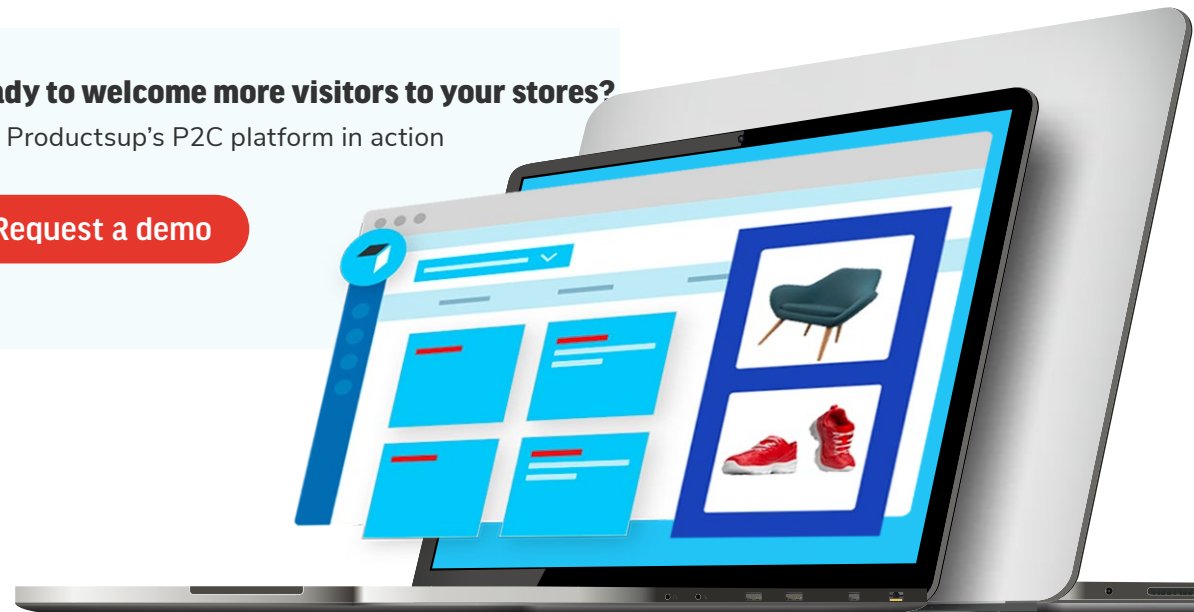 ady to welcome more visitors to your stores?
Productsup's P2C platform in action
Request a demo